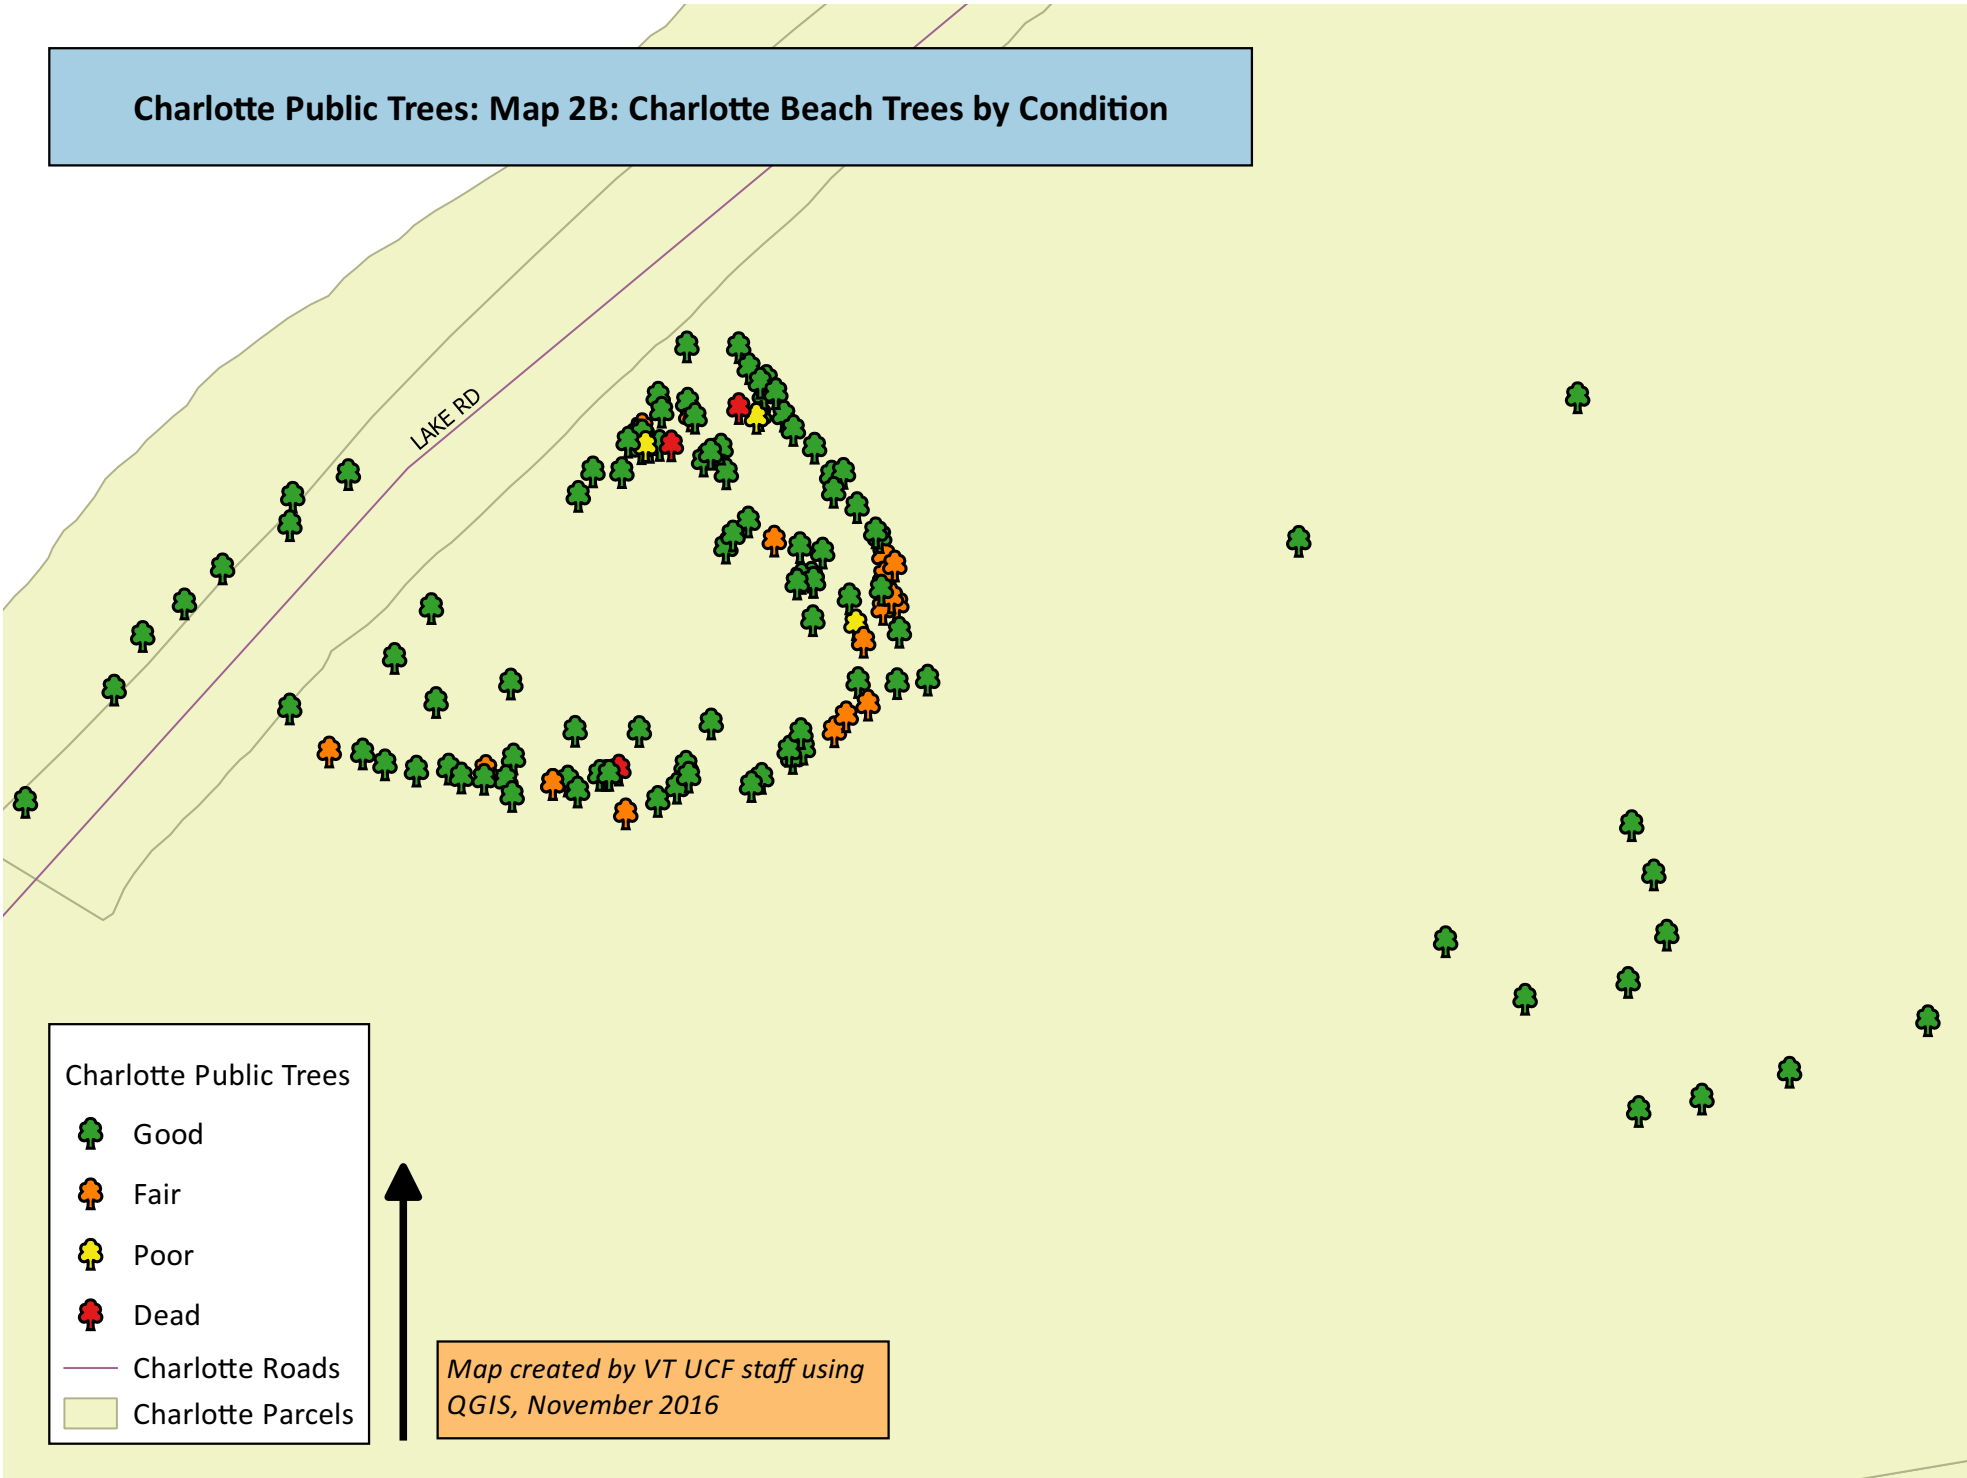 Charlotte Public Trees: Map 2B: Charlotte Beach Trees by Condition
LAKE RD
Charlotte Public Trees
Good
Fair
Poor
Dead
Charlotte Roads
Charlotte Parcels
Map created by VT UCF staff using
QGIS, November 2016